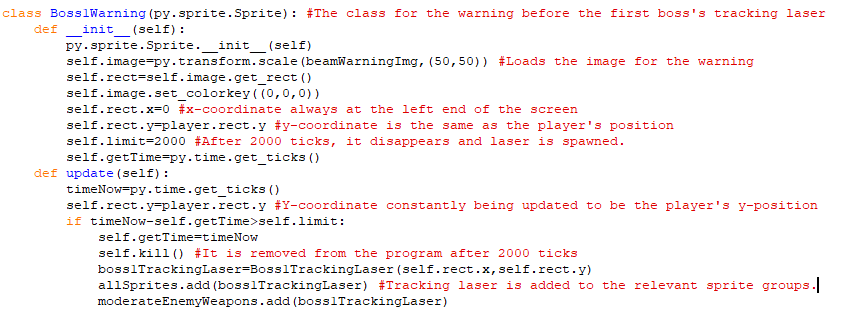 class Boss1Warning(py.sprite.Sprite): #The class for the warning before the first boss's tracking laser
    def __init__(self):
        py.sprite.Sprite.__init__(self)
        self.image=py.transform.scale(beamWarningImg,(50,50)) #Loads the image for the warning
        self.rect=self.image.get_rect()
        self.image.set_colorkey((0,0,0))
        self.rect.x=0 #x-coordinate always at the left end of the screen
        self.rect.y=player.rect.y #y-coordinate is the same as the player's position
        self.limit=2000 #After 2000 ticks, it disappears and laser is spawned.
        self.getTime=py.time.get_ticks()
    def update(self):
        timeNow=py.time.get_ticks()
        self.rect.y=player.rect.y #Y-coordinate constantly being updated to be the player's y-position
        if timeNow-self.getTime>self.limit:
            self.getTime=timeNow
            self.kill() #It is removed from the program after 2000 ticks
            boss1TrackingLaser=Boss1TrackingLaser(self.rect.x,self.rect.y)
            allSprites.add(boss1TrackingLaser) #Tracking laser is added to the relevant sprite groups.
            moderateEnemyWeapons.add(boss1TrackingLaser)